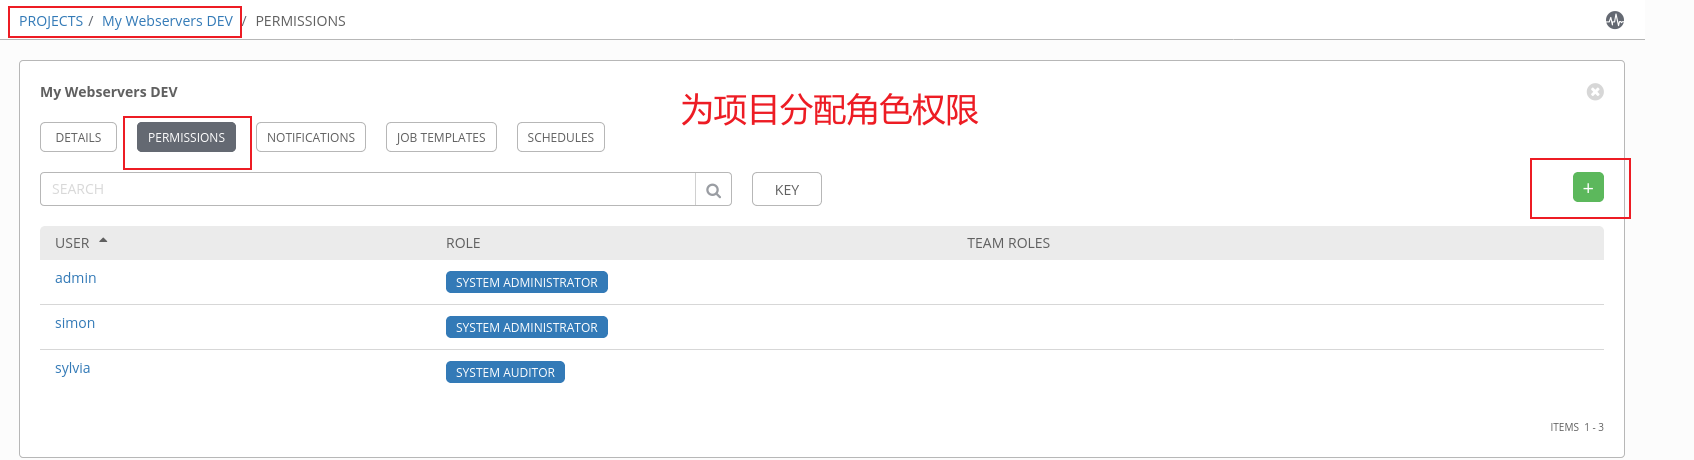 PROJECTS / My Webservers DEV / PERMISSIONS
My Webservers DEV
为项目分配角色权限
DETAILS PERMISSIONS NOTIFICATIONS JOB TEMPLATES SCHEDULES
SEARCH KEY +
USER ROLE TEAM ROLES
admin SYSTEM ADMINISTRATOR
simon SYSTEM ADMINISTRATOR
sylvia SYSTEM AUDITOR
ITEMS 1 - 3